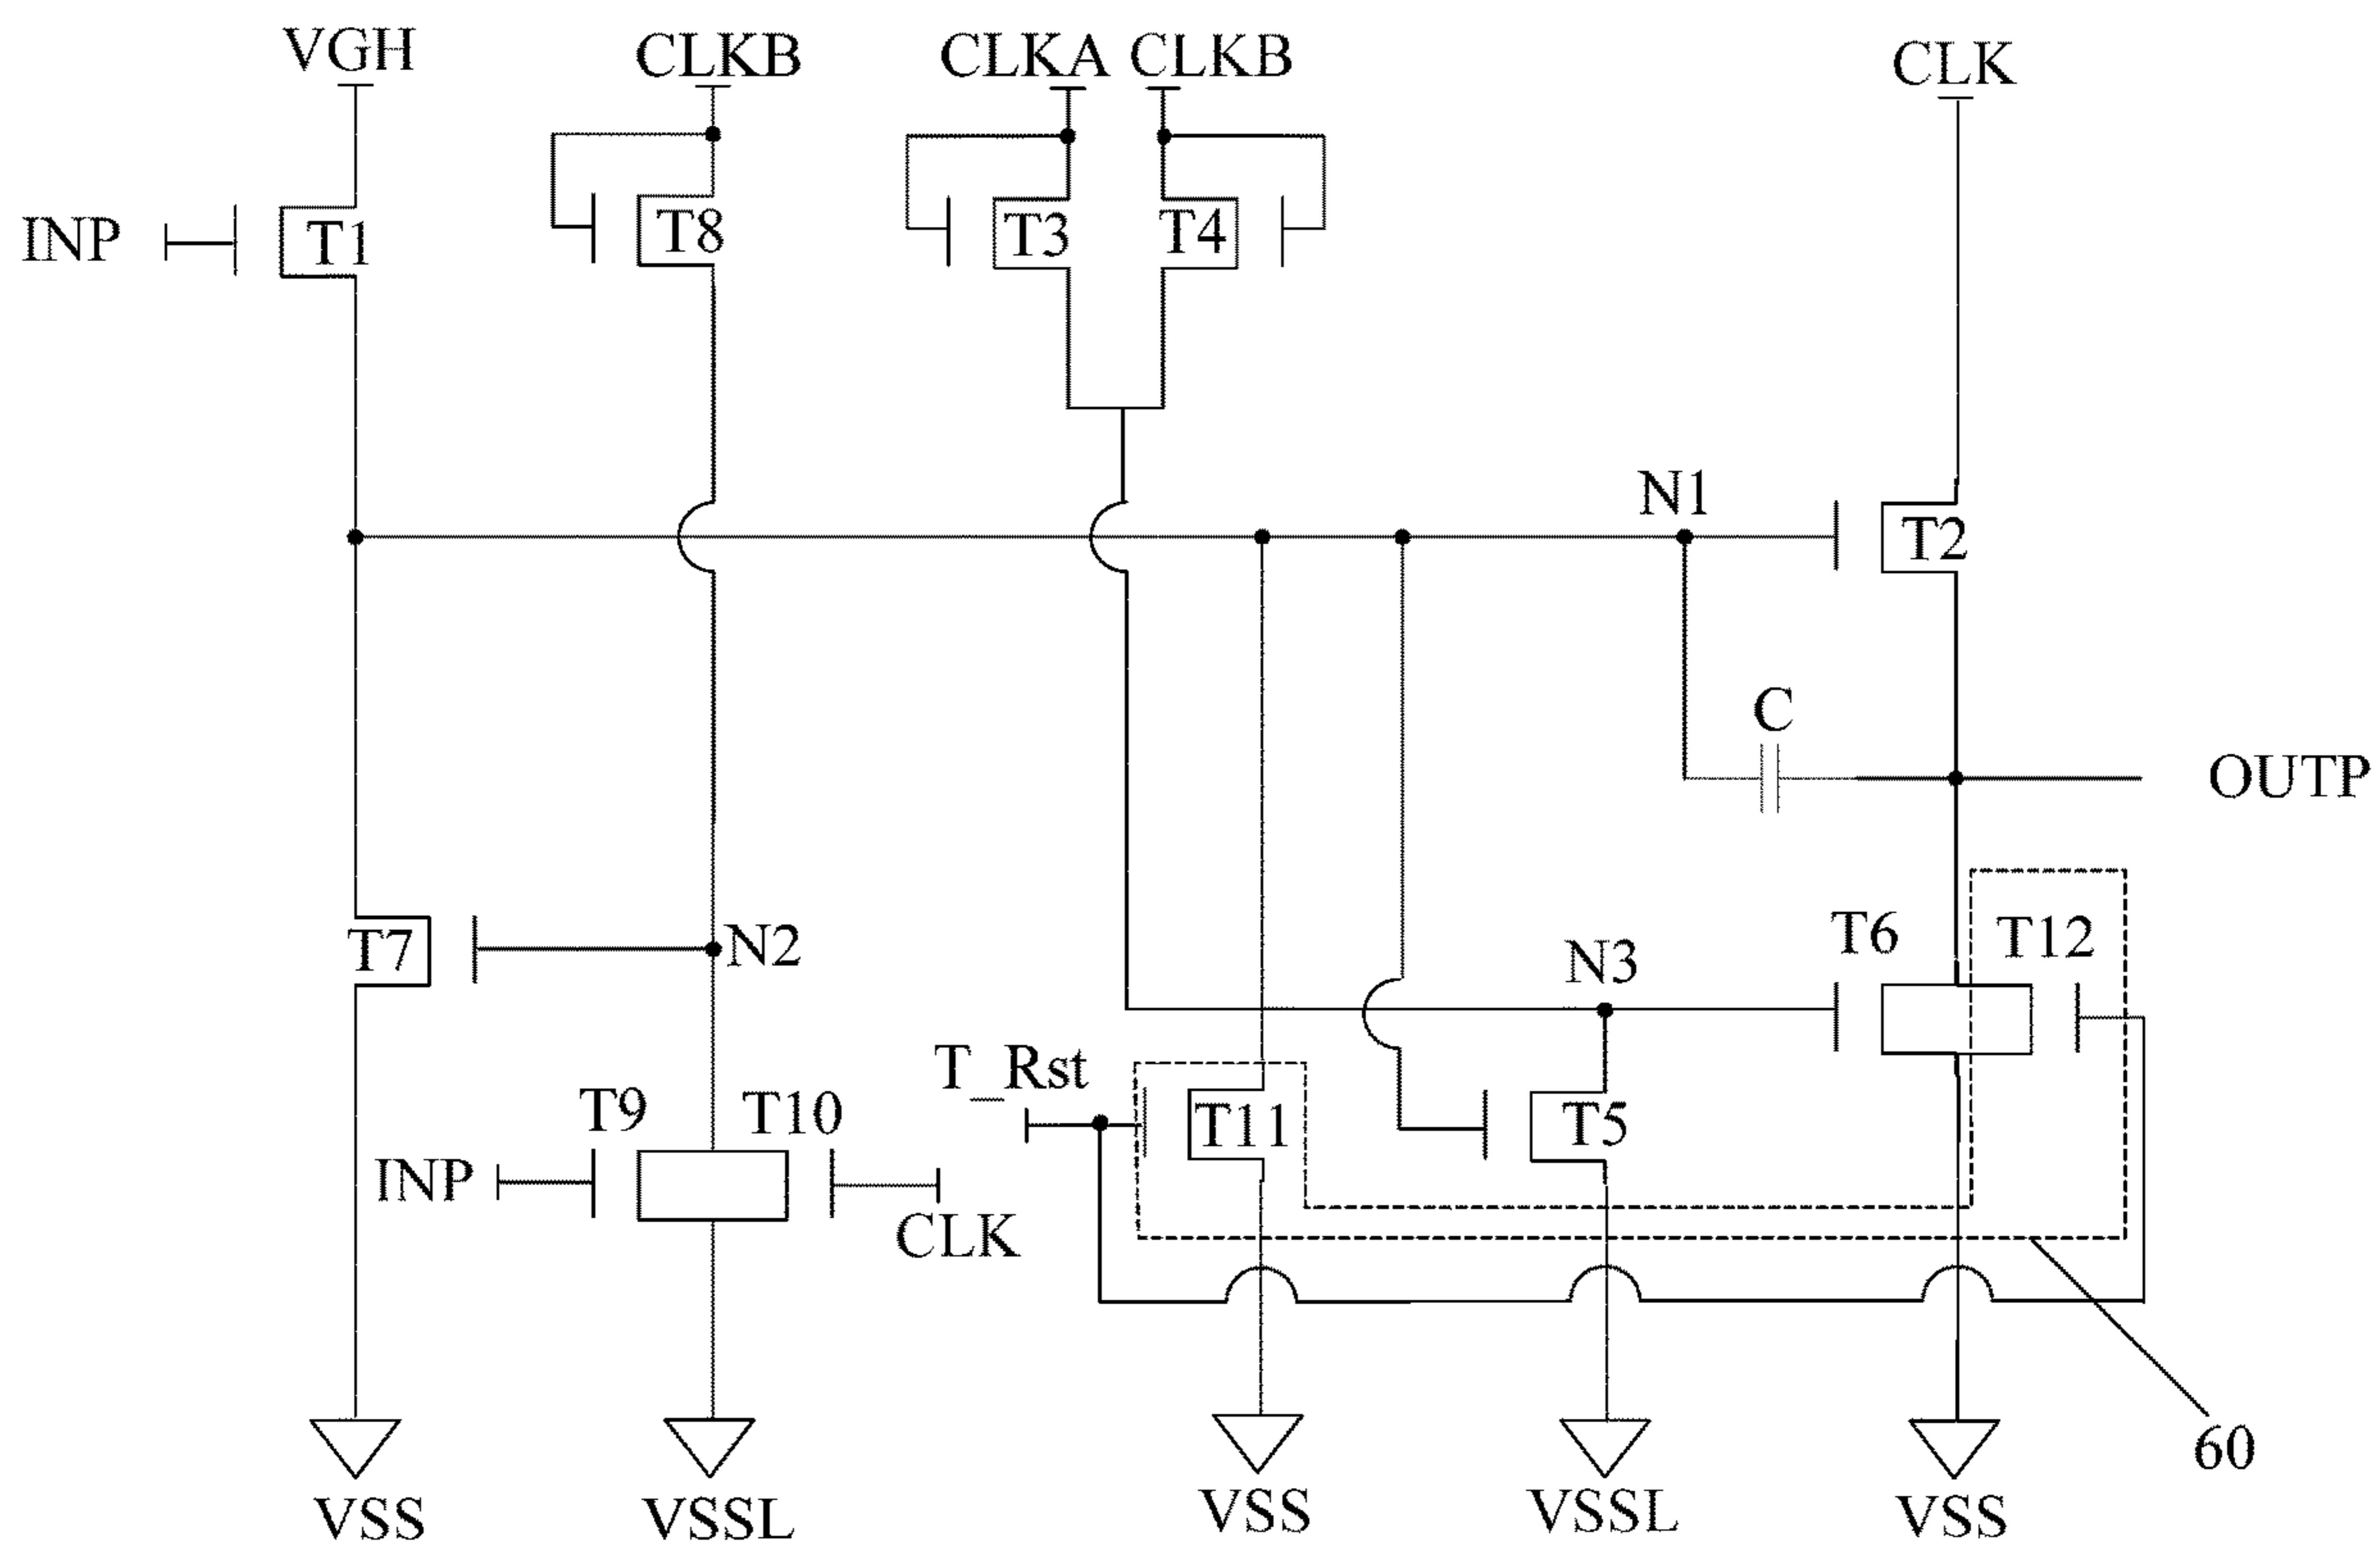 VGH
CLKB
CLKA
CLKB
CLK
INP
T1
T8
T3
T4
N1
T2
C
OUTP
T7
N2
N3
T6
T12
T_Rst
T9
T10
T11
T5
INP
CLK
60
VSS
VSSL
VSS
VSSL
VSS